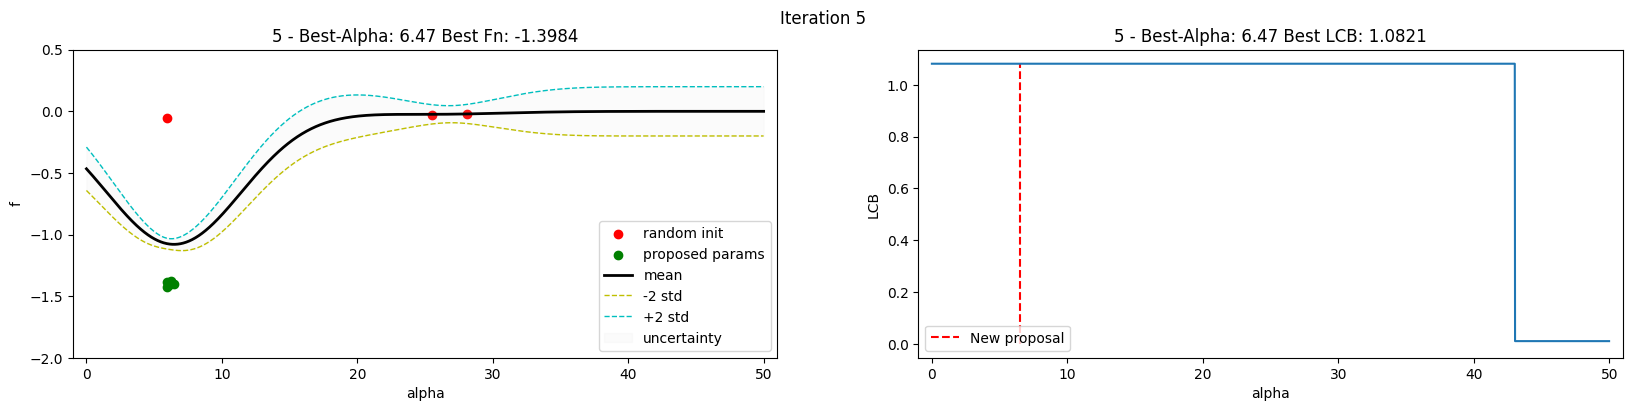 Iteration 5
5 - Best-Alpha: 6.47 Best Fn: -1.3984
0.5
0.0
−0.5
−1.0
−1.5
−2.0
f
0 10 20 30 40 50
alpha
random init
proposed params
mean
-2 std
+2 std
uncertainty
5 - Best-Alpha: 6.47 Best LCB: 1.0821
1.0
0.8
0.6
0.4
0.2
0.0
LCB
0 10 20 30 40 50
alpha
New proposal